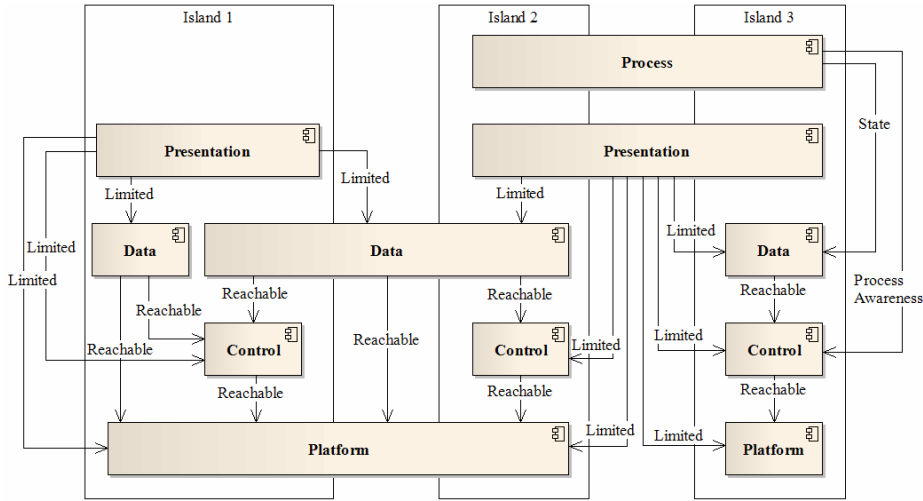 Island 1
Island 2
Island 3
Process
State
Presentation
Presentation
Limited
Limited
Limited
Limited
Limited
Limited
Data
Data
Data
Process
Awareness
Reachable
Reachable
Reachable
Reachable
Reachable
Reachable
Control
Control
Control
Limited
Limited
Reachable
Reachable
Reachable
Limited
Limited
Platform
Platform